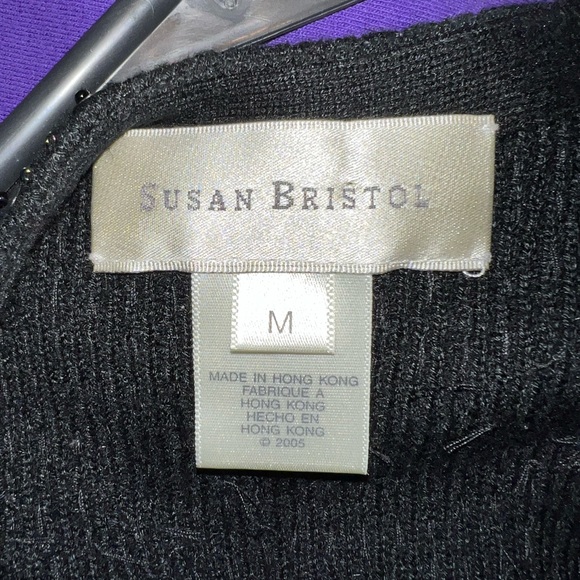 SUSAN BRISTOL
M
MADE IN HONG KONG
FABRIQUE A
HONG KONG
HECHO EN
HONG KONG
© 2005